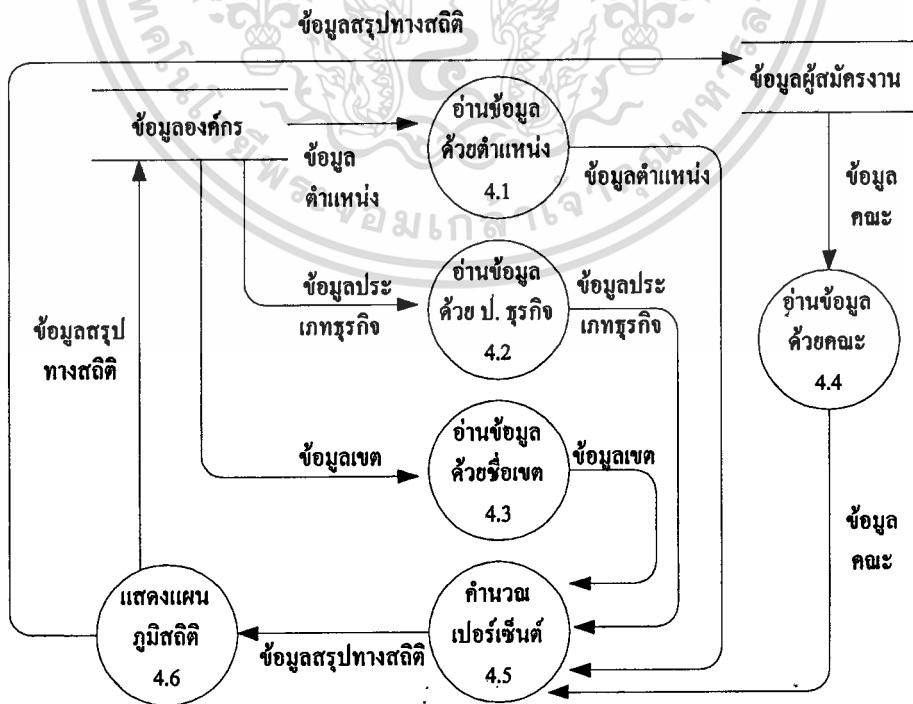 ข้อมูลสรุปทางสถิติ
ข้อมูลผู้สมัครงาน
ข้อมูลองค์กร
ข้อมูล
ตำแหน่ง
อ่านข้อมูล
ด้วยตำแหน่ง
4.1
ข้อมูลตำแหน่ง
ข้อมูล
คณะ
ข้อมูลประ
เภทธุรกิจ
อ่านข้อมูล
ด้วย ป. ธุรกิจ
4.2
ข้อมูลประ
เภทธุรกิจ
อ่านข้อมูล
ด้วยคณะ
4.4
ข้อมูลสรุป
ทางสถิติ
ข้อมูลเขต
อ่านข้อมูล
ด้วยชื่อเขต
4.3
ข้อมูลเขต
ข้อมูล
คณะ
แสดงแผน
ภูมิสถิติ
4.6
ข้อมูลสรุปทางสถิติ
คำนวณ
เปอร์เซ็นต์
4.5